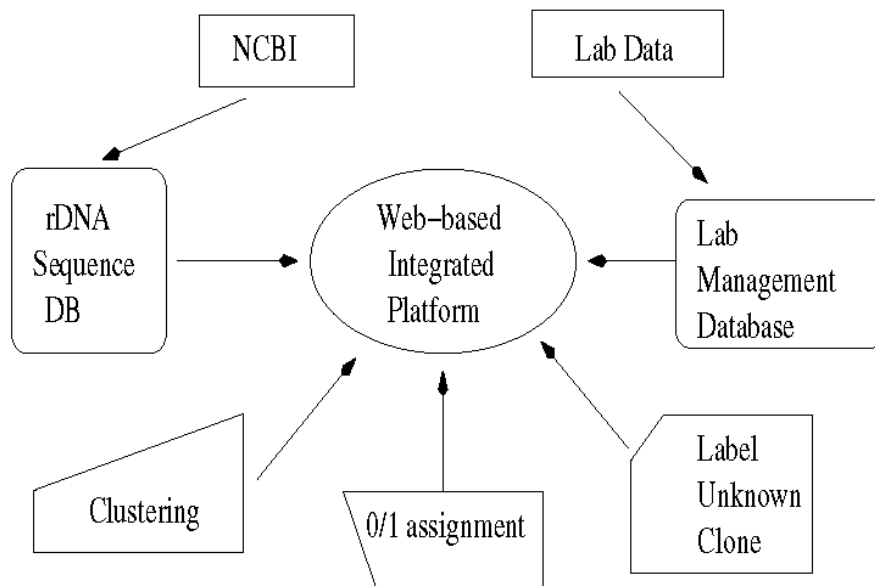 NCBI
Lab Data
rDNA
Sequence
DB
Web-based
Integrated
Platform
Lab
Management
Database
Clustering
0/1 assignment
Label
Unknown
Clone